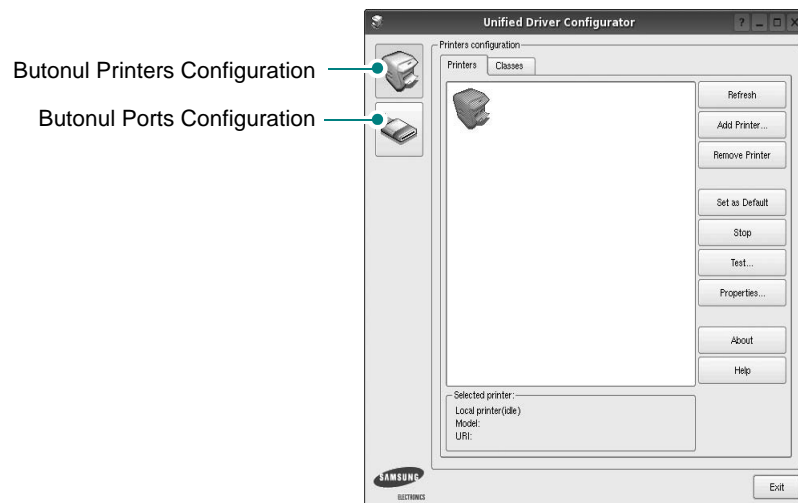 Unified Driver Configurator
Butonul Printers Configuration
Butonul Ports Configuration
Printers configuration
Printers
Classes
Refresh
Add Printer...
Remove Printer
Set as Default
Stop
Test...
Properties...
About
Help
Selected printer:
Local printer(idle)
Model:
URI:
SAMSUNG
ELECTRONICS
Exit